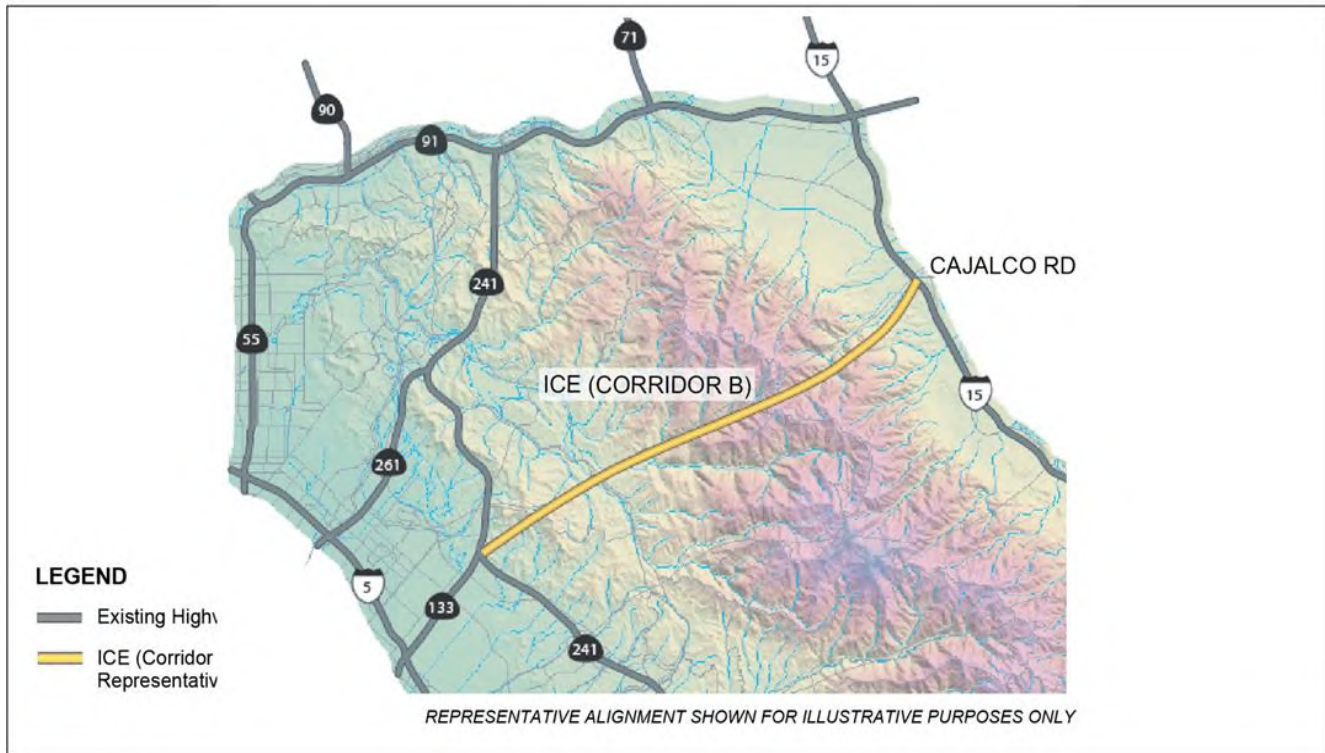 71
15
90
91
241
CAJALCO RD
55
ICE (CORRIDOR B)
15
261
LEGEND
5
Existing Highv
133
ICE (Corridor
Representativ
241
REPRESENTATIVE ALIGNMENT SHOWN FOR ILLUSTRATIVE PURPOSES ONLY